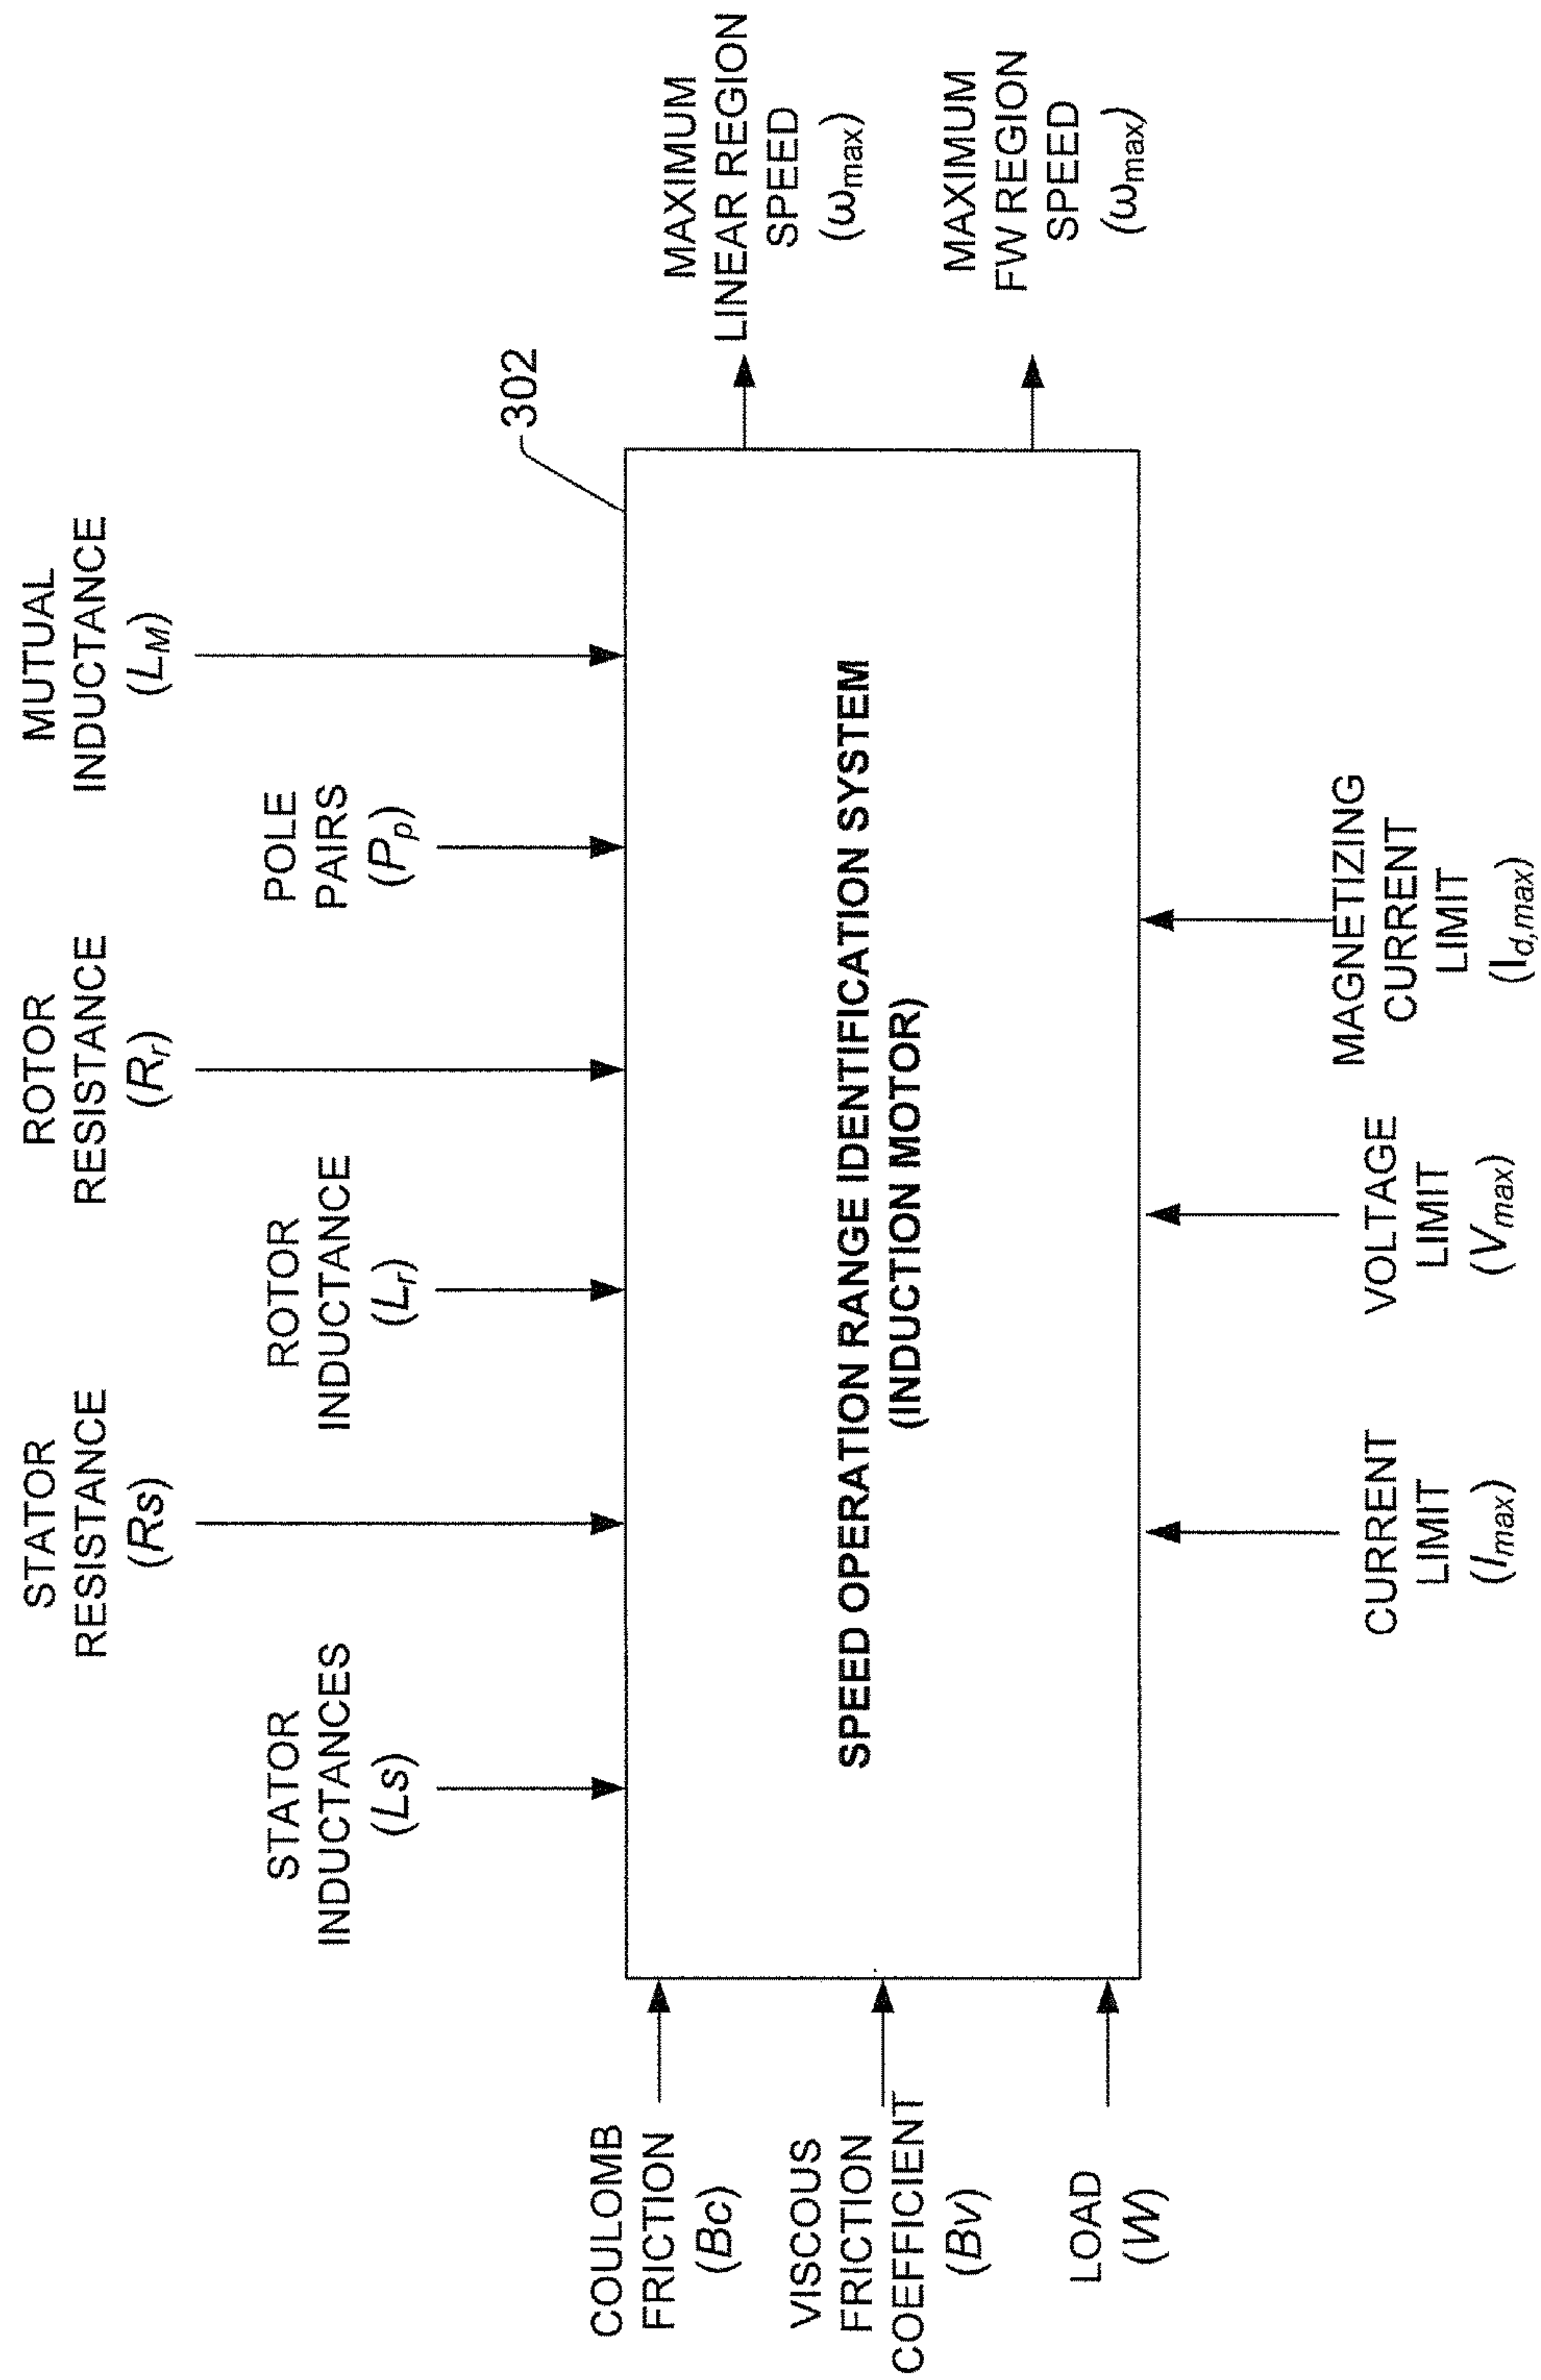 STATOR
RESISTANCE
(Rs)
ROTOR
RESISTANCE
(Rr)
MUTUAL
INDUCTANCE
(LM)
STATOR
INDUCTANCES
(Ls)
ROTOR
INDUCTANCE
(Lr)
POLE
PAIRS
(Pp)
302
COULOMB
FRICTION
(Bc)
VISCOUS
FRICTION
COEFFICIENT
(Bv)
LOAD
(W)
SPEED OPERATION RANGE IDENTIFICATION SYSTEM
(INDUCTION MOTOR)
MAXIMUM
LINEAR REGION
SPEED
(ωmax)
MAXIMUM
FW REGION
SPEED
(ωmax)
CURRENT
LIMIT
(Imax)
VOLTAGE
LIMIT
(Vmax)
MAGNETIZING
CURRENT
LIMIT
(Id,max)